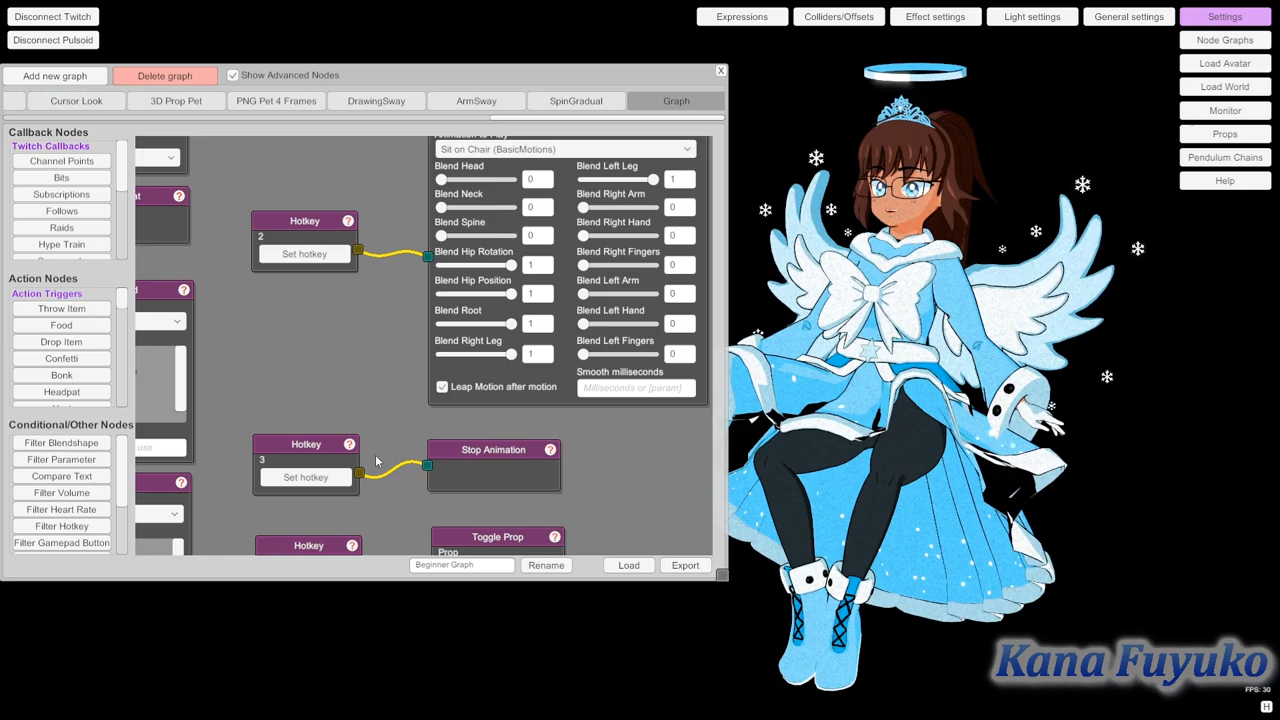 Disconnect Twitch
Disconnect Pulsoid
Expressions
Colliders/Offsets
Effect settings
Light settings
General settings
Settings
Node Graphs
Load Avatar
Load World
Monitor
Props
Pendulum Chains
Help
Add new graph
Delete graph
Show Advanced Nodes
X
Cursor Look
3D Prop Pet
PNG Pet 4 Frames
DrawingSway
ArmSway
SpinGradual
Graph
Callback Nodes
Twitch Callbacks
Channel Points
Bits
Subscriptions
Follows
Raids
Hype Train
Action Nodes
Action Triggers
Throw Item
Food
Drop Item
Confetti
Bonk
Headpat
Conditional/Other Nodes
Filter Blendshape
Filter Parameter
Compare Text
Filter Volume
Filter Heart Rate
Filter Hotkey
Filter Gamepad Button
use
Hotkey ?
2
Set hotkey
Animation to Play
Sit on Chair (BasicMotions)
Blend Head
0
Blend Left Leg
1
Blend Neck
0
Blend Right Arm
0
Blend Spine
0
Blend Right Hand
0
Blend Hip Rotation
1
Blend Right Fingers
0
Blend Hip Position
1
Blend Left Arm
0
Blend Root
1
Blend Left Hand
0
Blend Right Leg
1
Blend Left Fingers
0
Leap Motion after motion
Smooth milliseconds
Milliseconds or [param]
Hotkey ?
3
Set hotkey
Stop Animation ?
Hotkey ?
Toggle Prop ?
Prop
Beginner Graph
Rename
Load
Export
Kana Fuyuko
FPS: 30
H